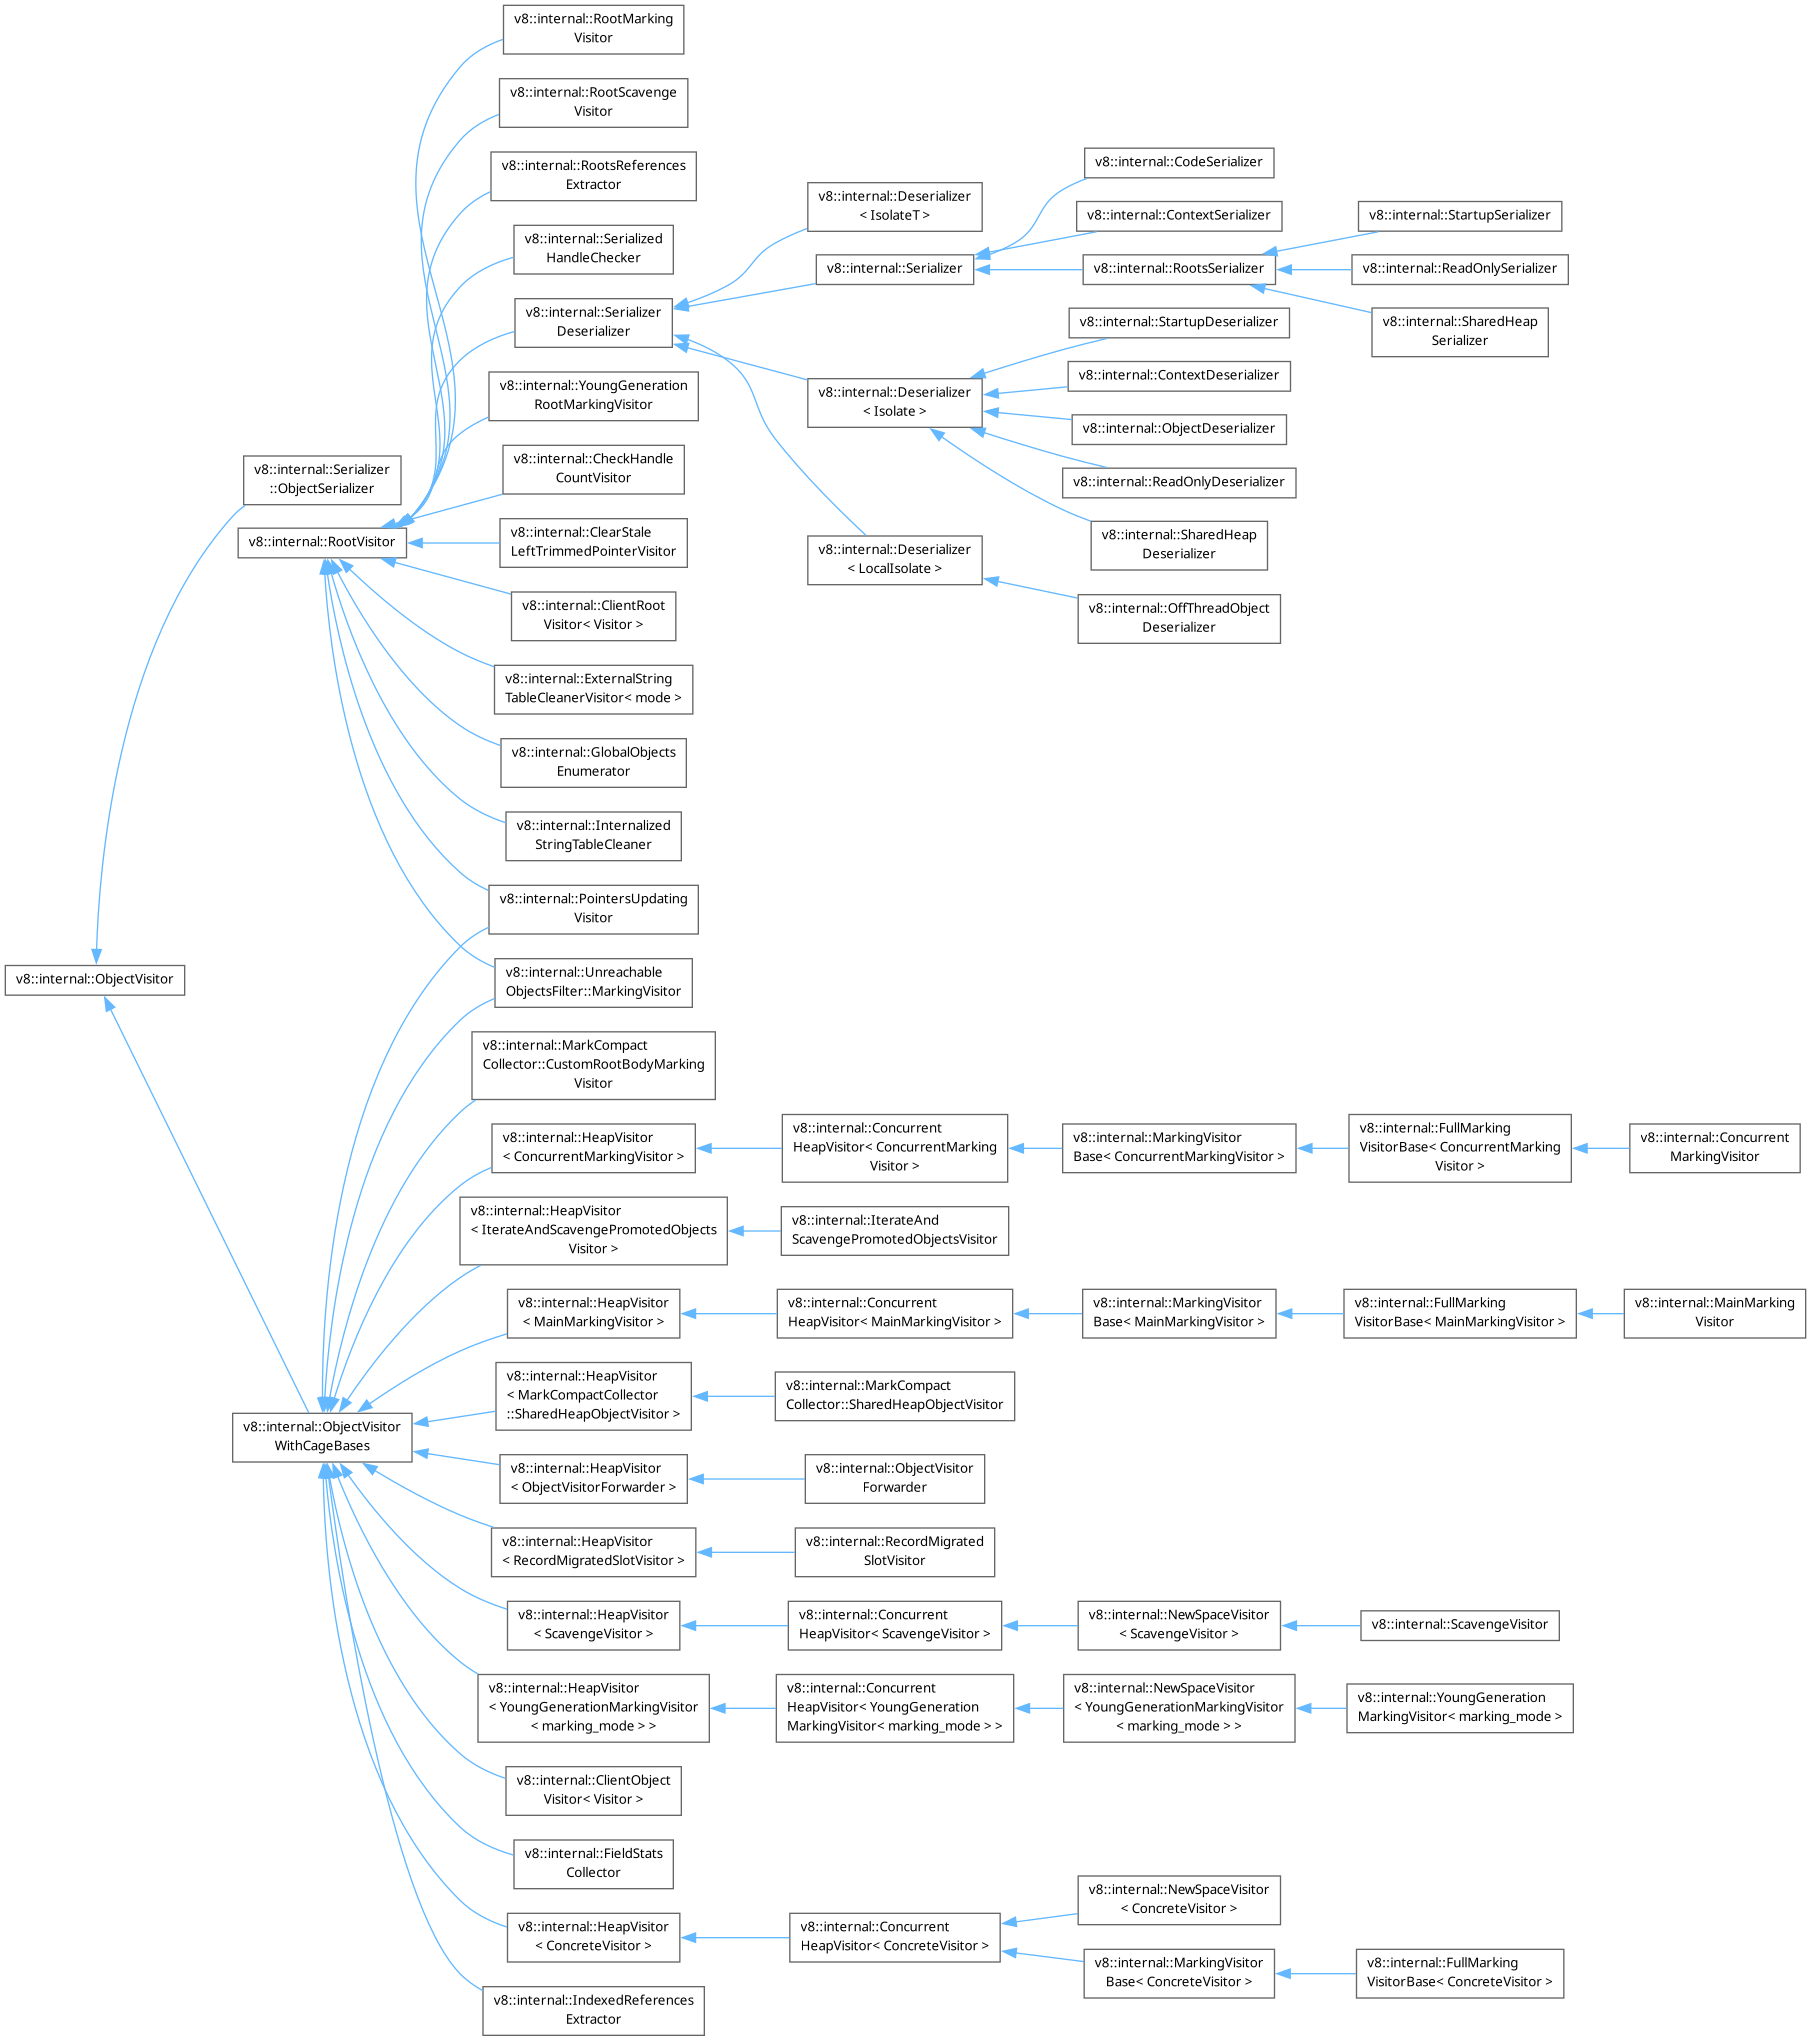 v8::internal::RootMarking
Visitor
v8::internal::RootScavenge
Visitor
v8::internal::RootsReferences
Extractor
v8::internal::Serialized
HandleChecker
v8::internal::Serializer
Deserializer
v8::internal::YoungGeneration
RootMarkingVisitor
v8::internal::CheckHandle
CountVisitor
v8::internal::ClearStale
LeftTrimmedPointerVisitor
v8::internal::ClientRoot
Visitor< Visitor >
v8::internal::ExternalString
TableCleanerVisitor< mode >
v8::internal::GlobalObjects
Enumerator
v8::internal::Internalized
StringTableCleaner
v8::internal::PointersUpdating
Visitor
v8::internal::Unreachable
ObjectsFilter::MarkingVisitor
v8::internal::Deserializer
< IsolateT >
v8::internal::Serializer
v8::internal::Deserializer
< Isolate >
v8::internal::Deserializer
< LocalIsolate >
v8::internal::CodeSerializer
v8::internal::ContextSerializer
v8::internal::RootsSerializer
v8::internal::StartupSerializer
v8::internal::ReadOnlySerializer
v8::internal::SharedHeap
Serializer
v8::internal::StartupDeserializer
v8::internal::ContextDeserializer
v8::internal::ObjectDeserializer
v8::internal::ReadOnlyDeserializer
v8::internal::SharedHeap
Deserializer
v8::internal::OffThreadObject
Deserializer
v8::internal::Serializer
::ObjectSerializer
v8::internal::RootVisitor
v8::internal::ObjectVisitor
v8::internal::ObjectVisitor
WithCageBases
v8::internal::MarkCompact
Collector::CustomRootBodyMarking
Visitor
v8::internal::HeapVisitor
< ConcurrentMarkingVisitor >
v8::internal::Concurrent
HeapVisitor< ConcurrentMarking
Visitor >
v8::internal::MarkingVisitor
Base< ConcurrentMarkingVisitor >
v8::internal::FullMarking
VisitorBase< ConcurrentMarking
Visitor >
v8::internal::Concurrent
MarkingVisitor
v8::internal::HeapVisitor
< IterateAndScavengePromotedObjects
Visitor >
v8::internal::IterateAnd
ScavengePromotedObjectsVisitor
v8::internal::HeapVisitor
< MainMarkingVisitor >
v8::internal::Concurrent
HeapVisitor< MainMarkingVisitor >
v8::internal::MarkingVisitor
Base< MainMarkingVisitor >
v8::internal::FullMarking
VisitorBase< MainMarkingVisitor >
v8::internal::MainMarking
Visitor
v8::internal::HeapVisitor
< MarkCompactCollector
::SharedHeapObjectVisitor >
v8::internal::MarkCompact
Collector::SharedHeapObjectVisitor
v8::internal::HeapVisitor
< ObjectVisitorForwarder >
v8::internal::ObjectVisitor
Forwarder
v8::internal::HeapVisitor
< RecordMigratedSlotVisitor >
v8::internal::RecordMigrated
SlotVisitor
v8::internal::HeapVisitor
< ScavengeVisitor >
v8::internal::Concurrent
HeapVisitor< ScavengeVisitor >
v8::internal::NewSpaceVisitor
< ScavengeVisitor >
v8::internal::ScavengeVisitor
v8::internal::HeapVisitor
< YoungGenerationMarkingVisitor
< marking_mode > >
v8::internal::Concurrent
HeapVisitor< YoungGeneration
MarkingVisitor< marking_mode > >
v8::internal::NewSpaceVisitor
< YoungGenerationMarkingVisitor
< marking_mode > >
v8::internal::YoungGeneration
MarkingVisitor< marking_mode >
v8::internal::ClientObject
Visitor< Visitor >
v8::internal::FieldStats
Collector
v8::internal::HeapVisitor
< ConcreteVisitor >
v8::internal::Concurrent
HeapVisitor< ConcreteVisitor >
v8::internal::NewSpaceVisitor
< ConcreteVisitor >
v8::internal::MarkingVisitor
Base< ConcreteVisitor >
v8::internal::FullMarking
VisitorBase< ConcreteVisitor >
v8::internal::IndexedReferences
Extractor